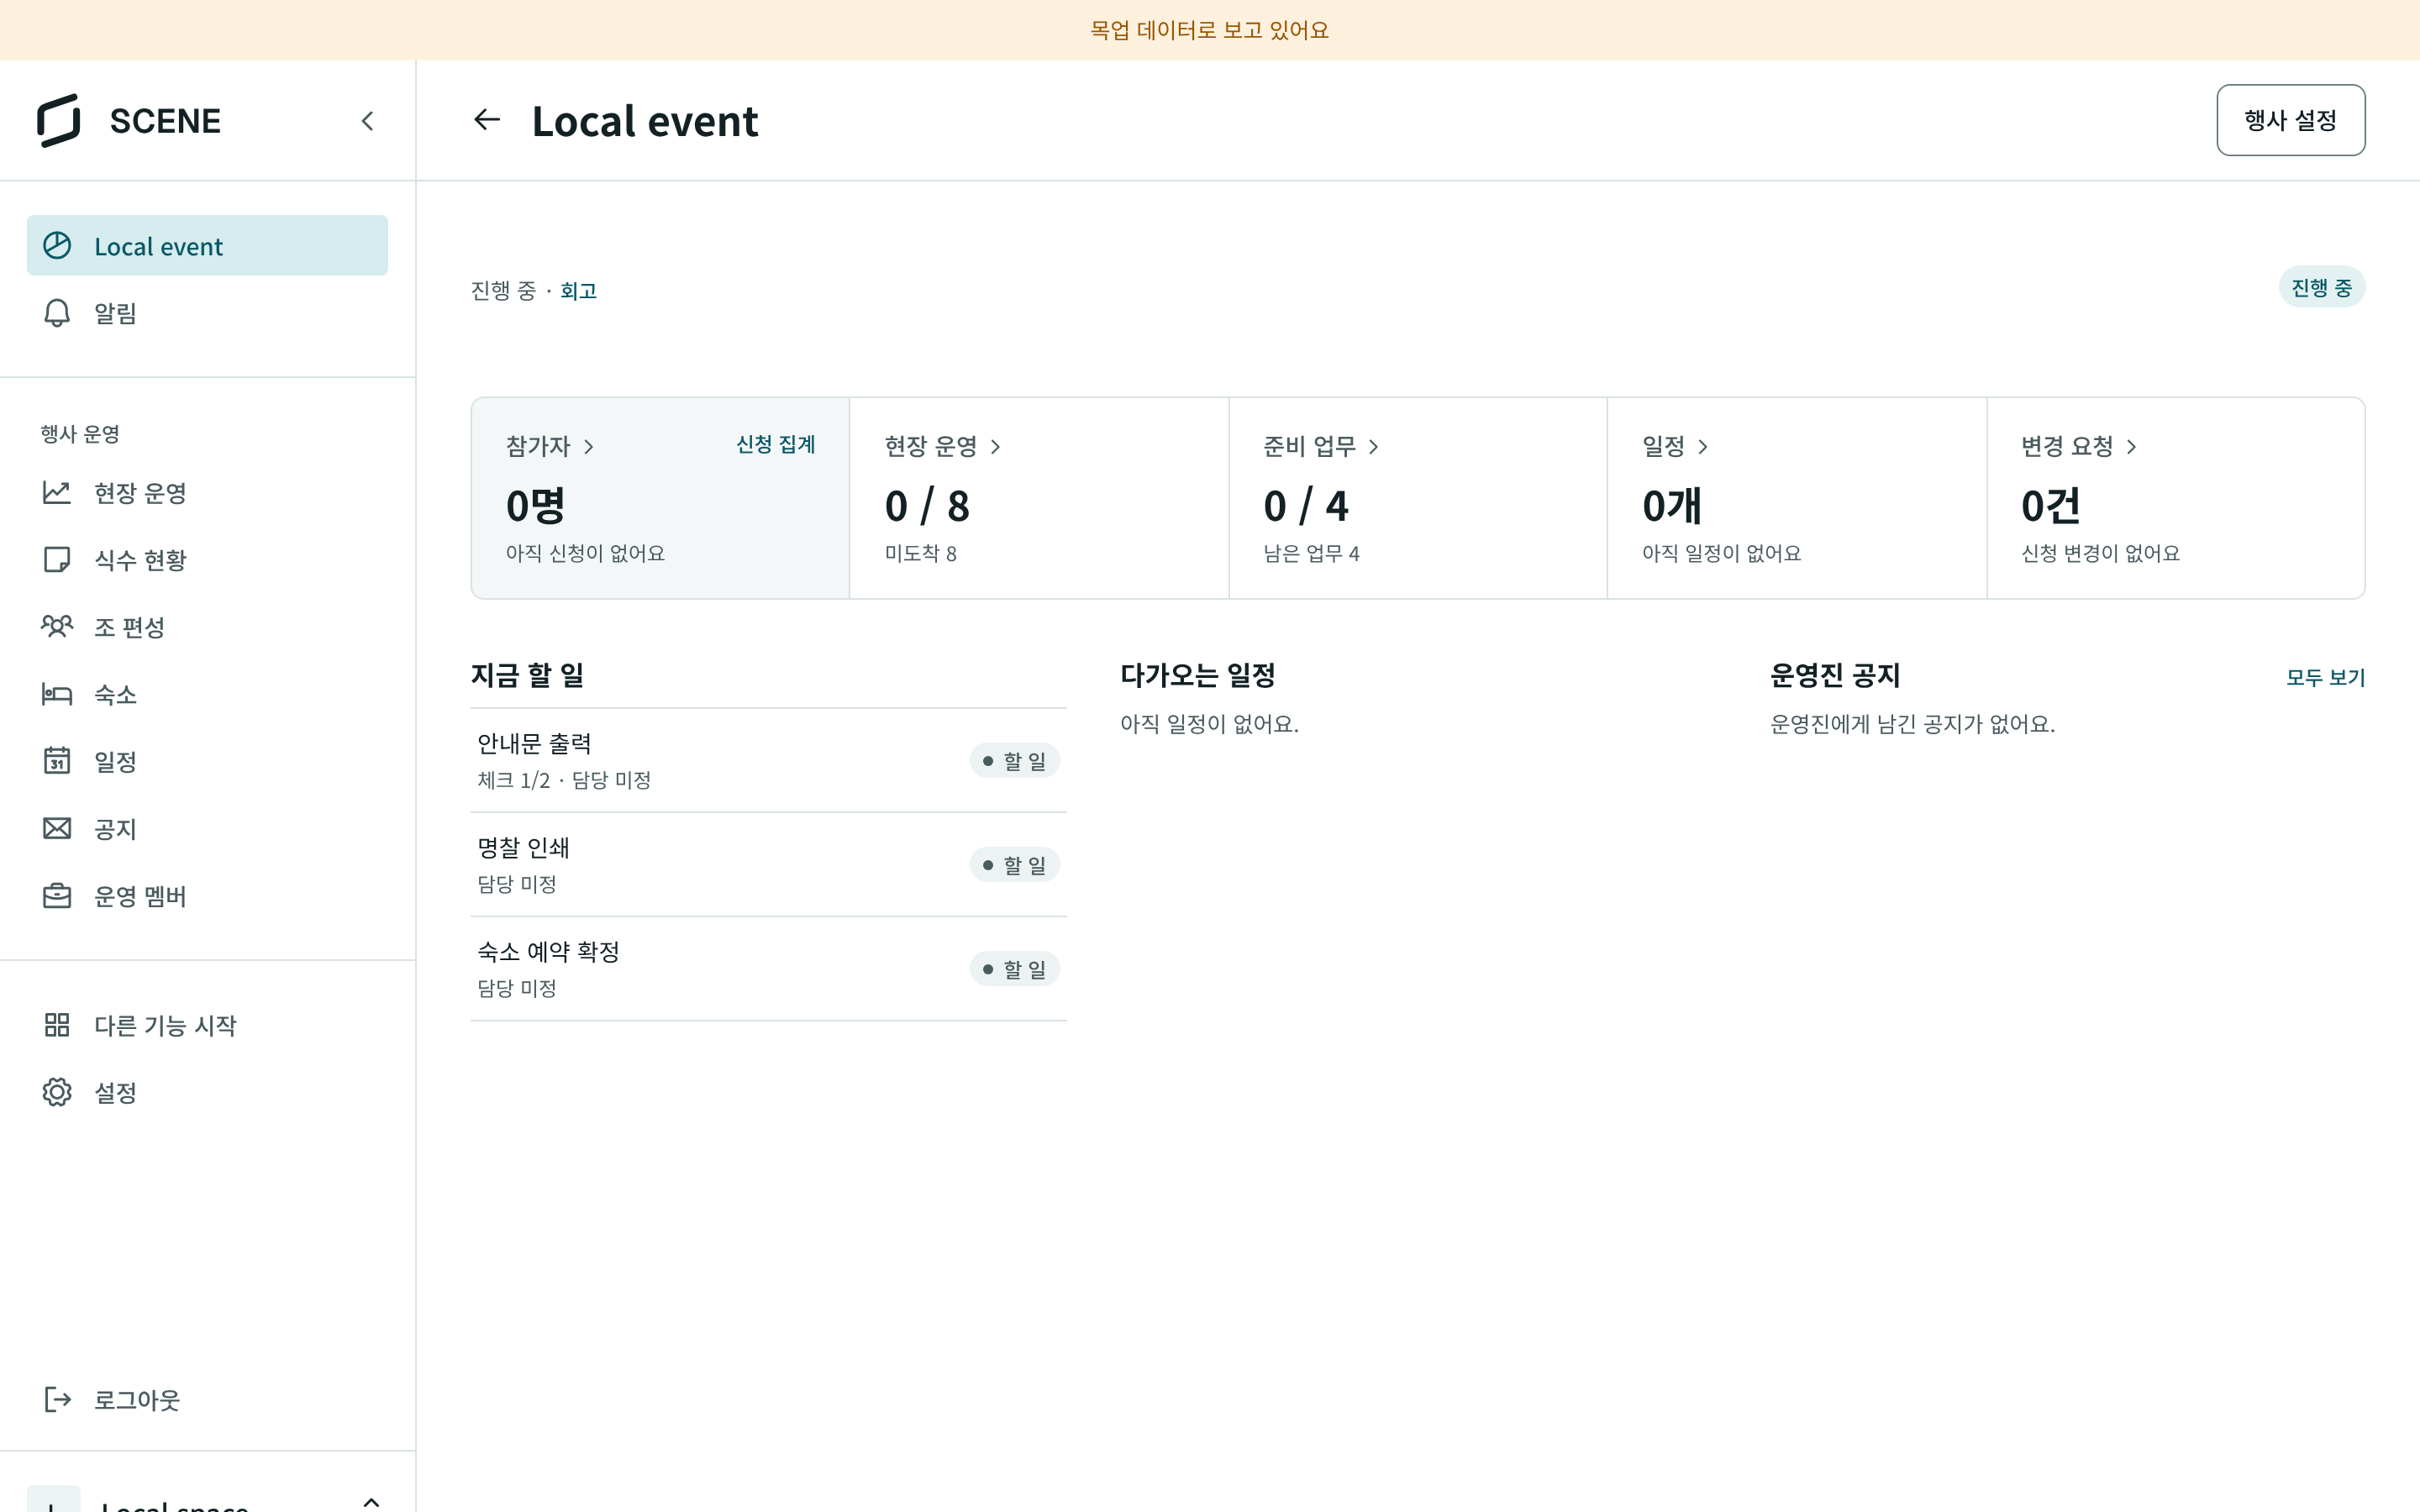 목업 데이터로 보고 있어요
SCENE
Local event
행사 설정
Local event
알림
행사 운영
현장 운영
식수 현황
조 편성
숙소
일정
공지
운영 멤버
다른 기능 시작
설정
로그아웃
Local space
진행 중 · 회고
진행 중
참가자
신청 집계
0명
아직 신청이 없어요
현장 운영
0 / 8
미도착 8
준비 업무
0 / 4
남은 업무 4
일정
0개
아직 일정이 없어요
변경 요청
0건
신청 변경이 없어요
지금 할 일
안내문 출력
체크 1/2 · 담당 미정
할 일
명찰 인쇄
담당 미정
할 일
숙소 예약 확정
담당 미정
할 일
다가오는 일정
아직 일정이 없어요.
운영진 공지
모두 보기
운영진에게 남긴 공지가 없어요.